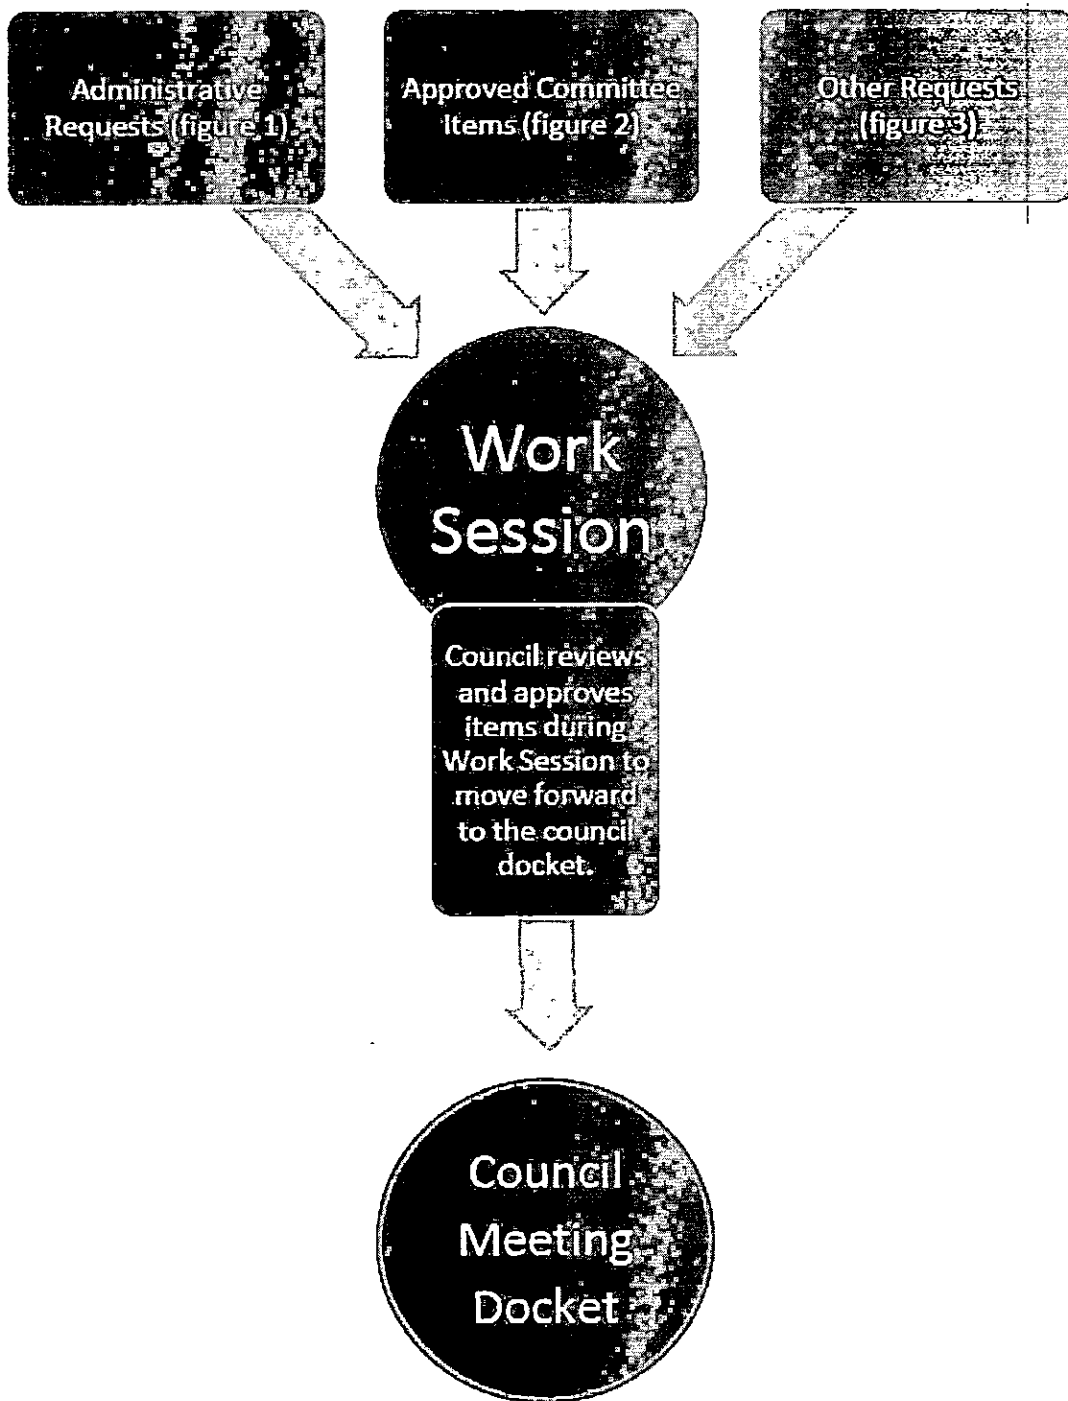 Administrative
Requests (figure 1)
Approved Committee
Items (figure 2)
Other Requests
(figure 3)
Work
Session
Council reviews
and approves
items during
Work Session to
move forward
to the council
docket.
Council
Meeting
Docket